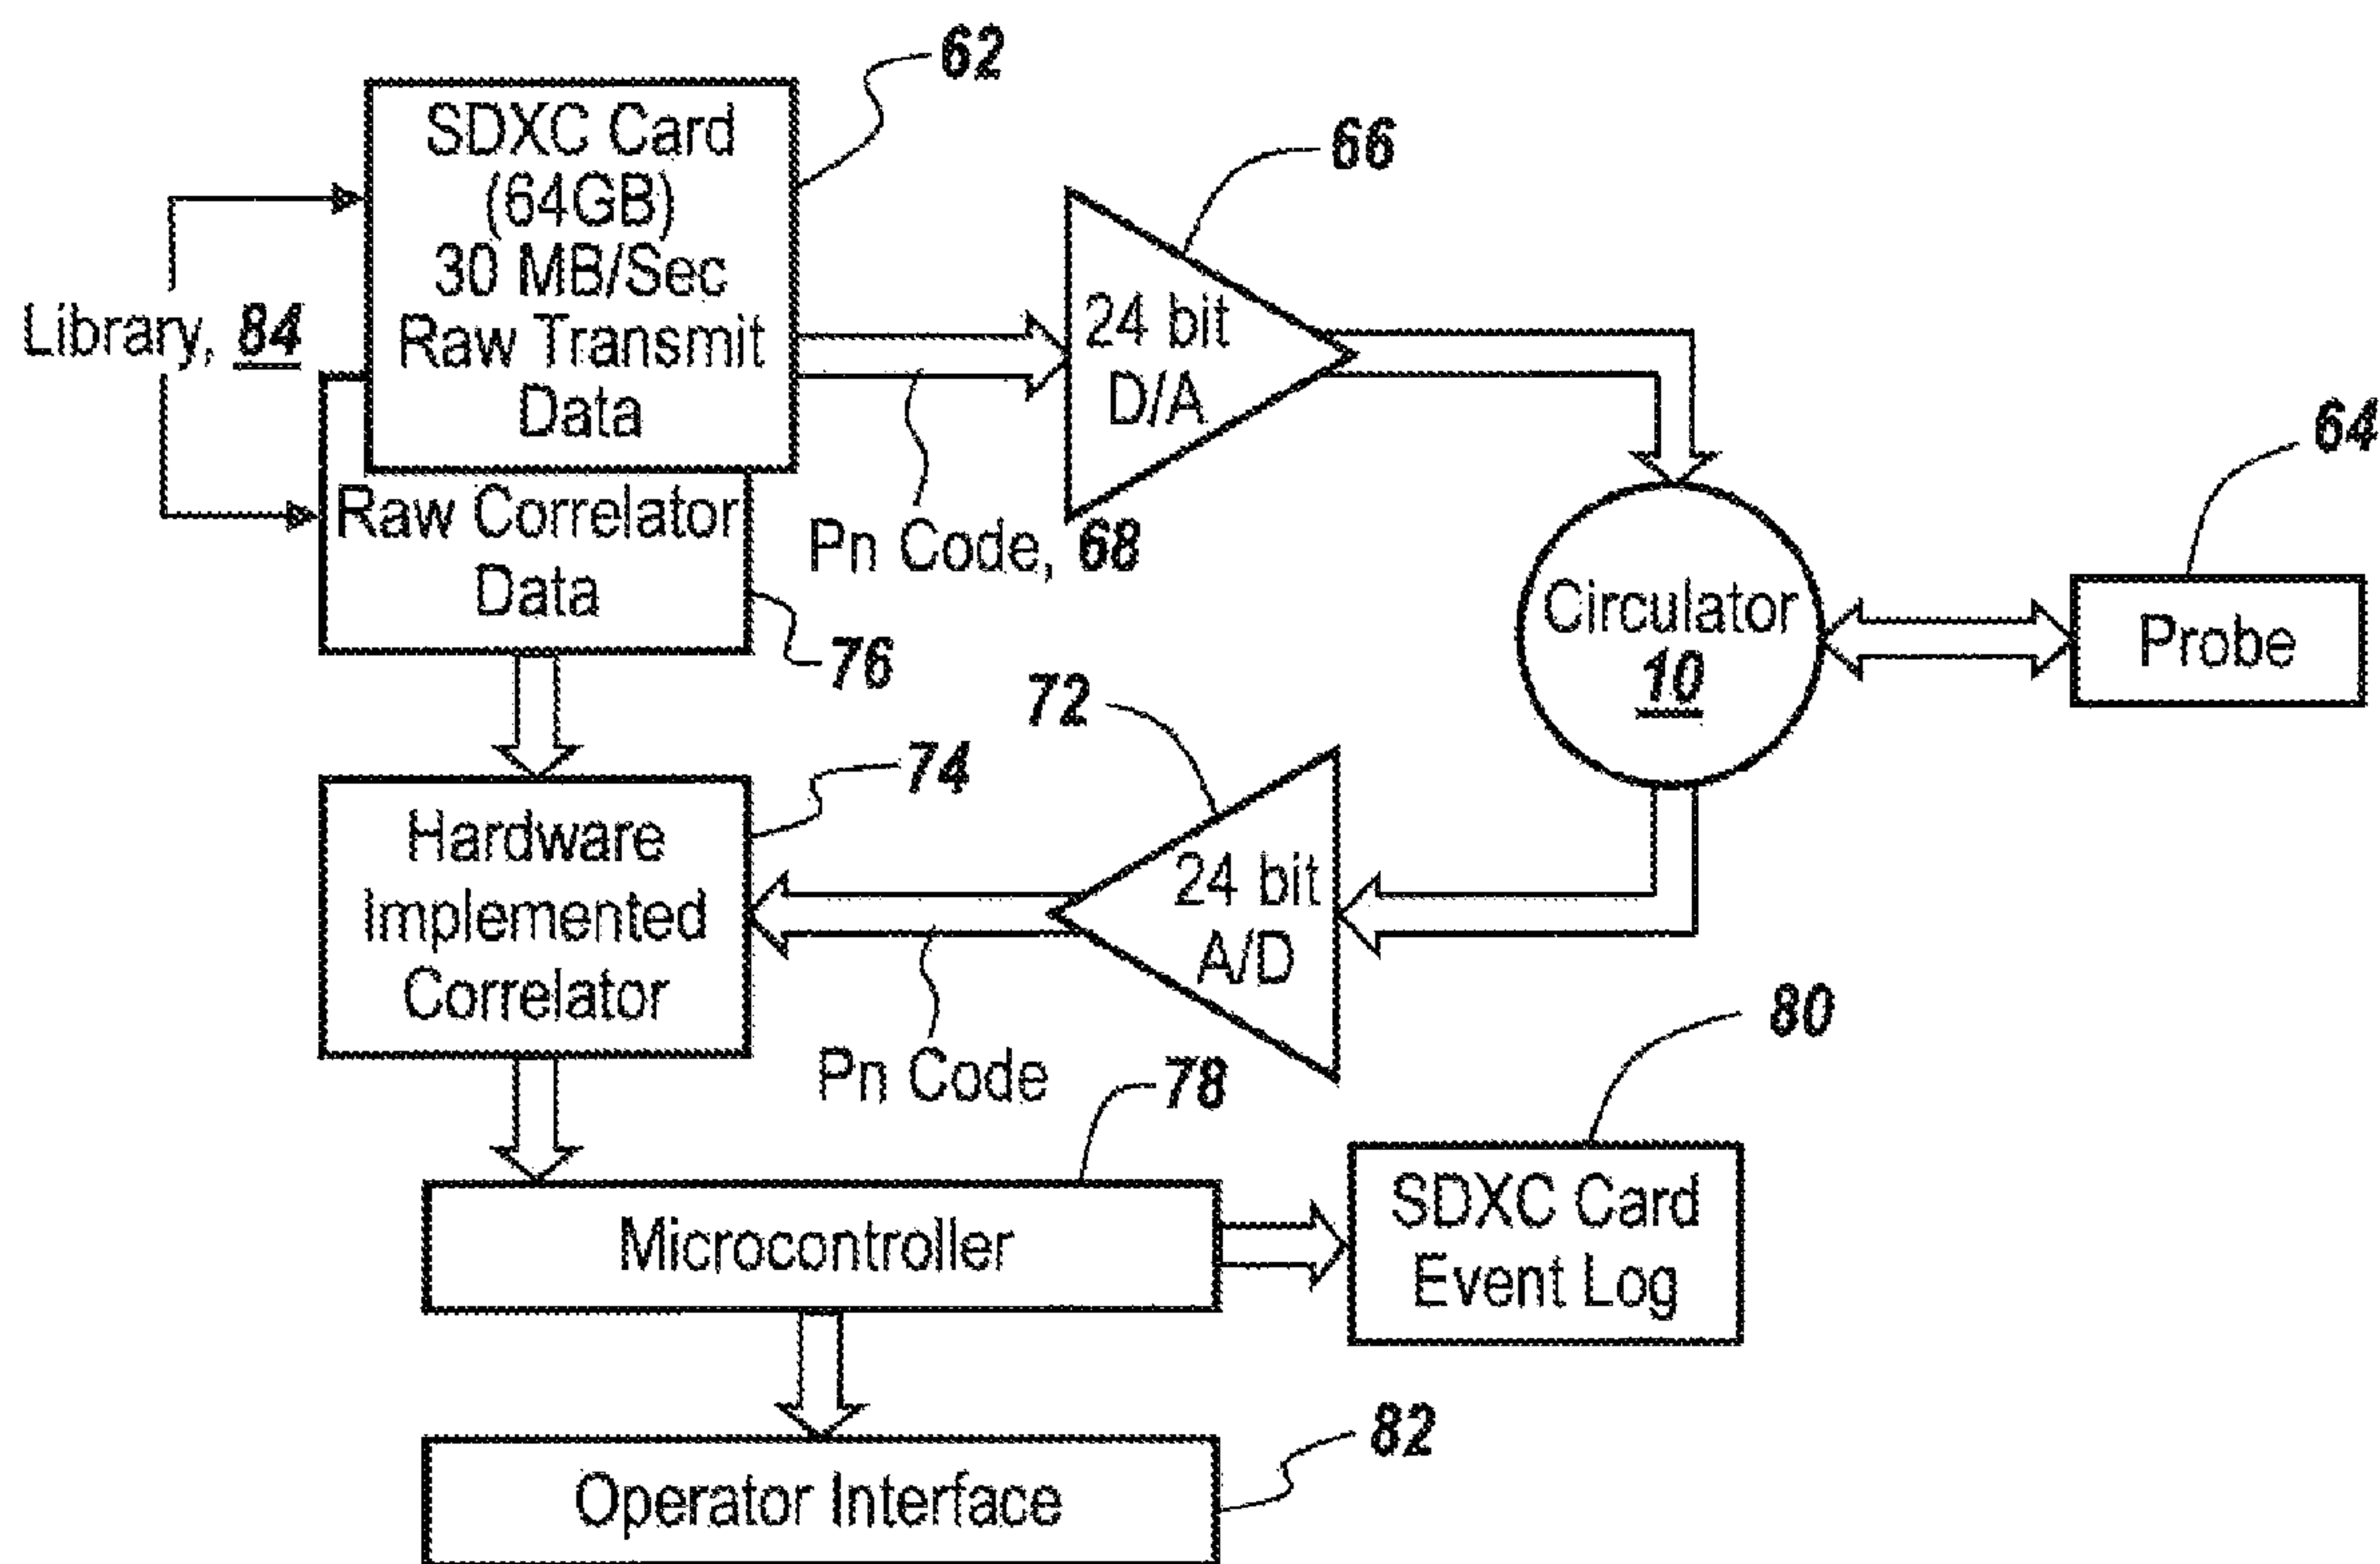 62
SDXC Card
(64GB)
30 MB/Sec
Raw Transmit
Data
66
24 bit
D/A
Library, 84
Pn Code, 68
Raw Correlator
Data
76
64
Circulator
10
Probe
72
74
24 bit
A/D
Hardware
Implemented
Correlator
Pn Code
78
80
Microcontroller
SDXC Card
Event Log
82
Operator Interface